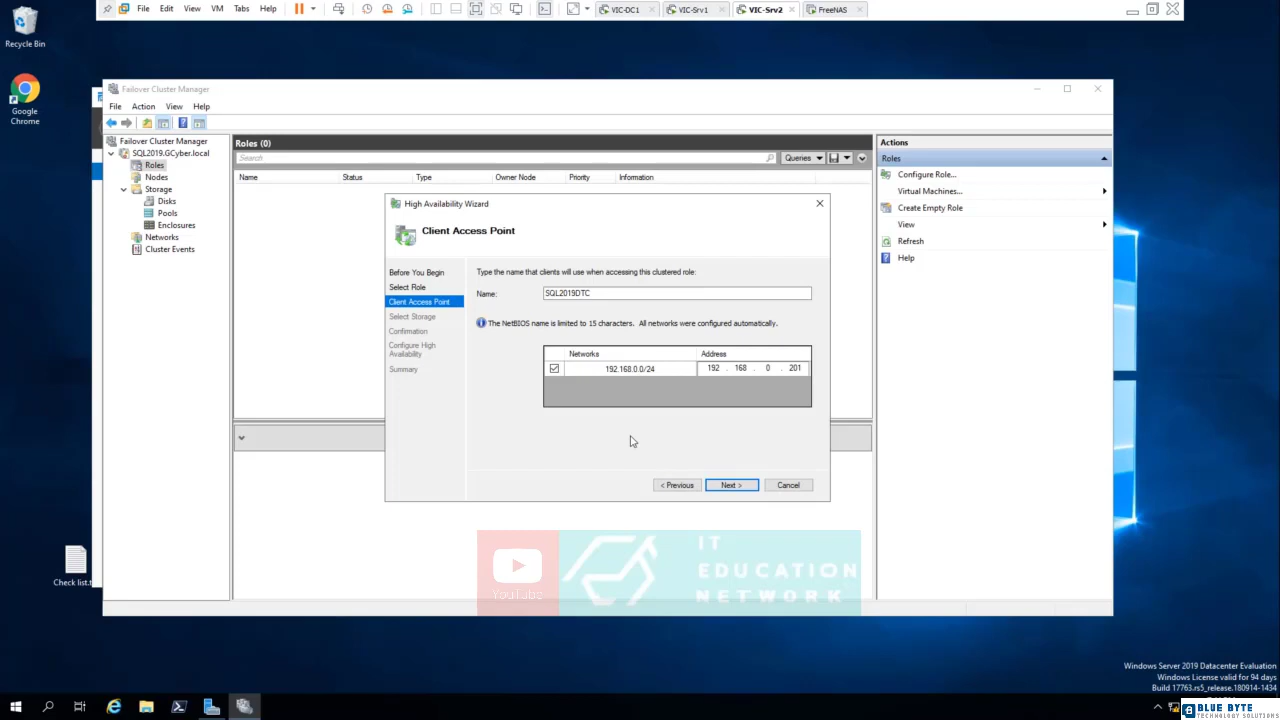 File Edit View VM Tabs Help
VIC-DC1 VIC-Srv1 VIC-Srv2 FreeNAS
Recycle Bin
Google
Chrome
Failover Cluster Manager
File Action View Help
Failover Cluster Manager
SQL2019.GCyber.local
Roles
Nodes
Storage
Disks
Pools
Enclosures
Networks
Cluster Events
Roles (0)
Search
Queries
Name Status Type Owner Node Priority Information
Actions
Roles
Configure Role...
Virtual Machines...
Create Empty Role
View
Refresh
Help
High Availability Wizard
Client Access Point
Before You Begin
Select Role
Client Access Point
Select Storage
Confirmation
Configure High
Availability
Summary
Type the name that clients will use when accessing this clustered role:
Name: SQL2019DTC
The NetBIOS name is limited to 15 characters. All networks were configured automatically.
Networks Address
192.168.0.0/24 192 . 168 . 0 . 201
< Previous Next > Cancel
YouTube
IT
EDUCATION
NETWORK
Check list.t
Windows Server 2019 Datacenter Evaluation
Windows License valid for 94 days
Build 17763.rs5_release.180914-1434
BLUE BYTE
TECHNOLOGY SOLUTIONS